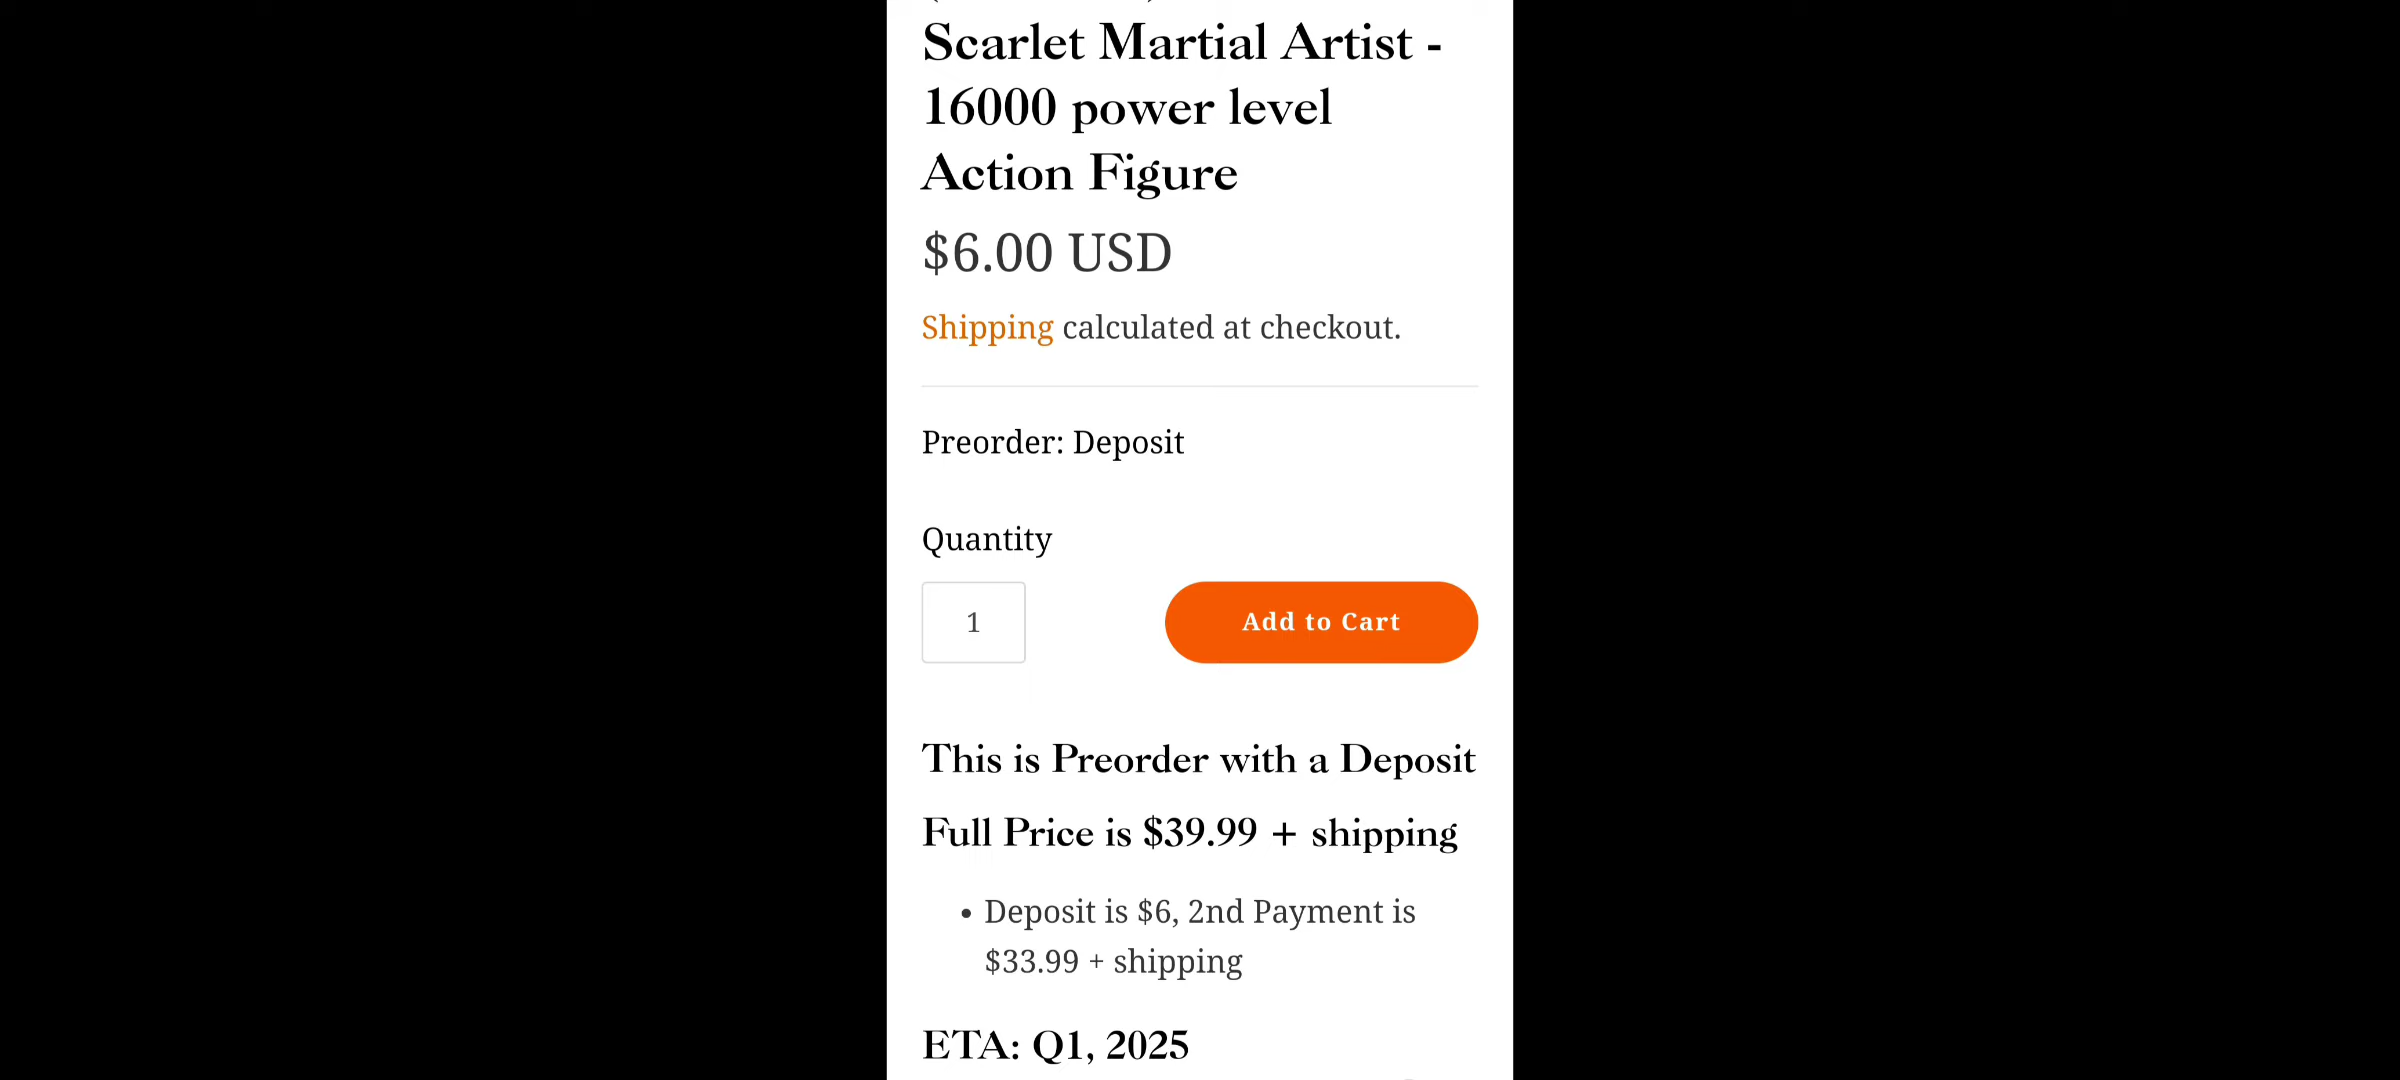 Scarlet Martial Artist -
16000 power level
Action Figure
$6.00 USD
Shipping calculated at checkout.
Preorder: Deposit
Quantity
1
Add to Cart
This is Preorder with a Deposit
Full Price is $39.99 + shipping
• Deposit is $6, 2nd Payment is
$33.99 + shipping
ETA: Q1, 2025